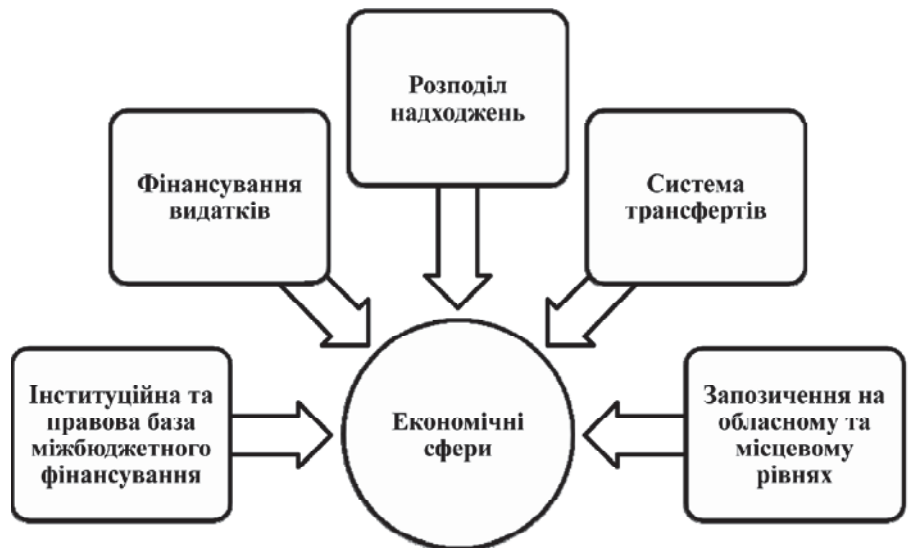 Розподіл
надходжень
Фінансування
видатків
Система
трансфертів
Інституційна та
правова база
міжбюджетного
фінансування
Економічні
сфери
Запозичення на
обласному та
місцевому
рівнях